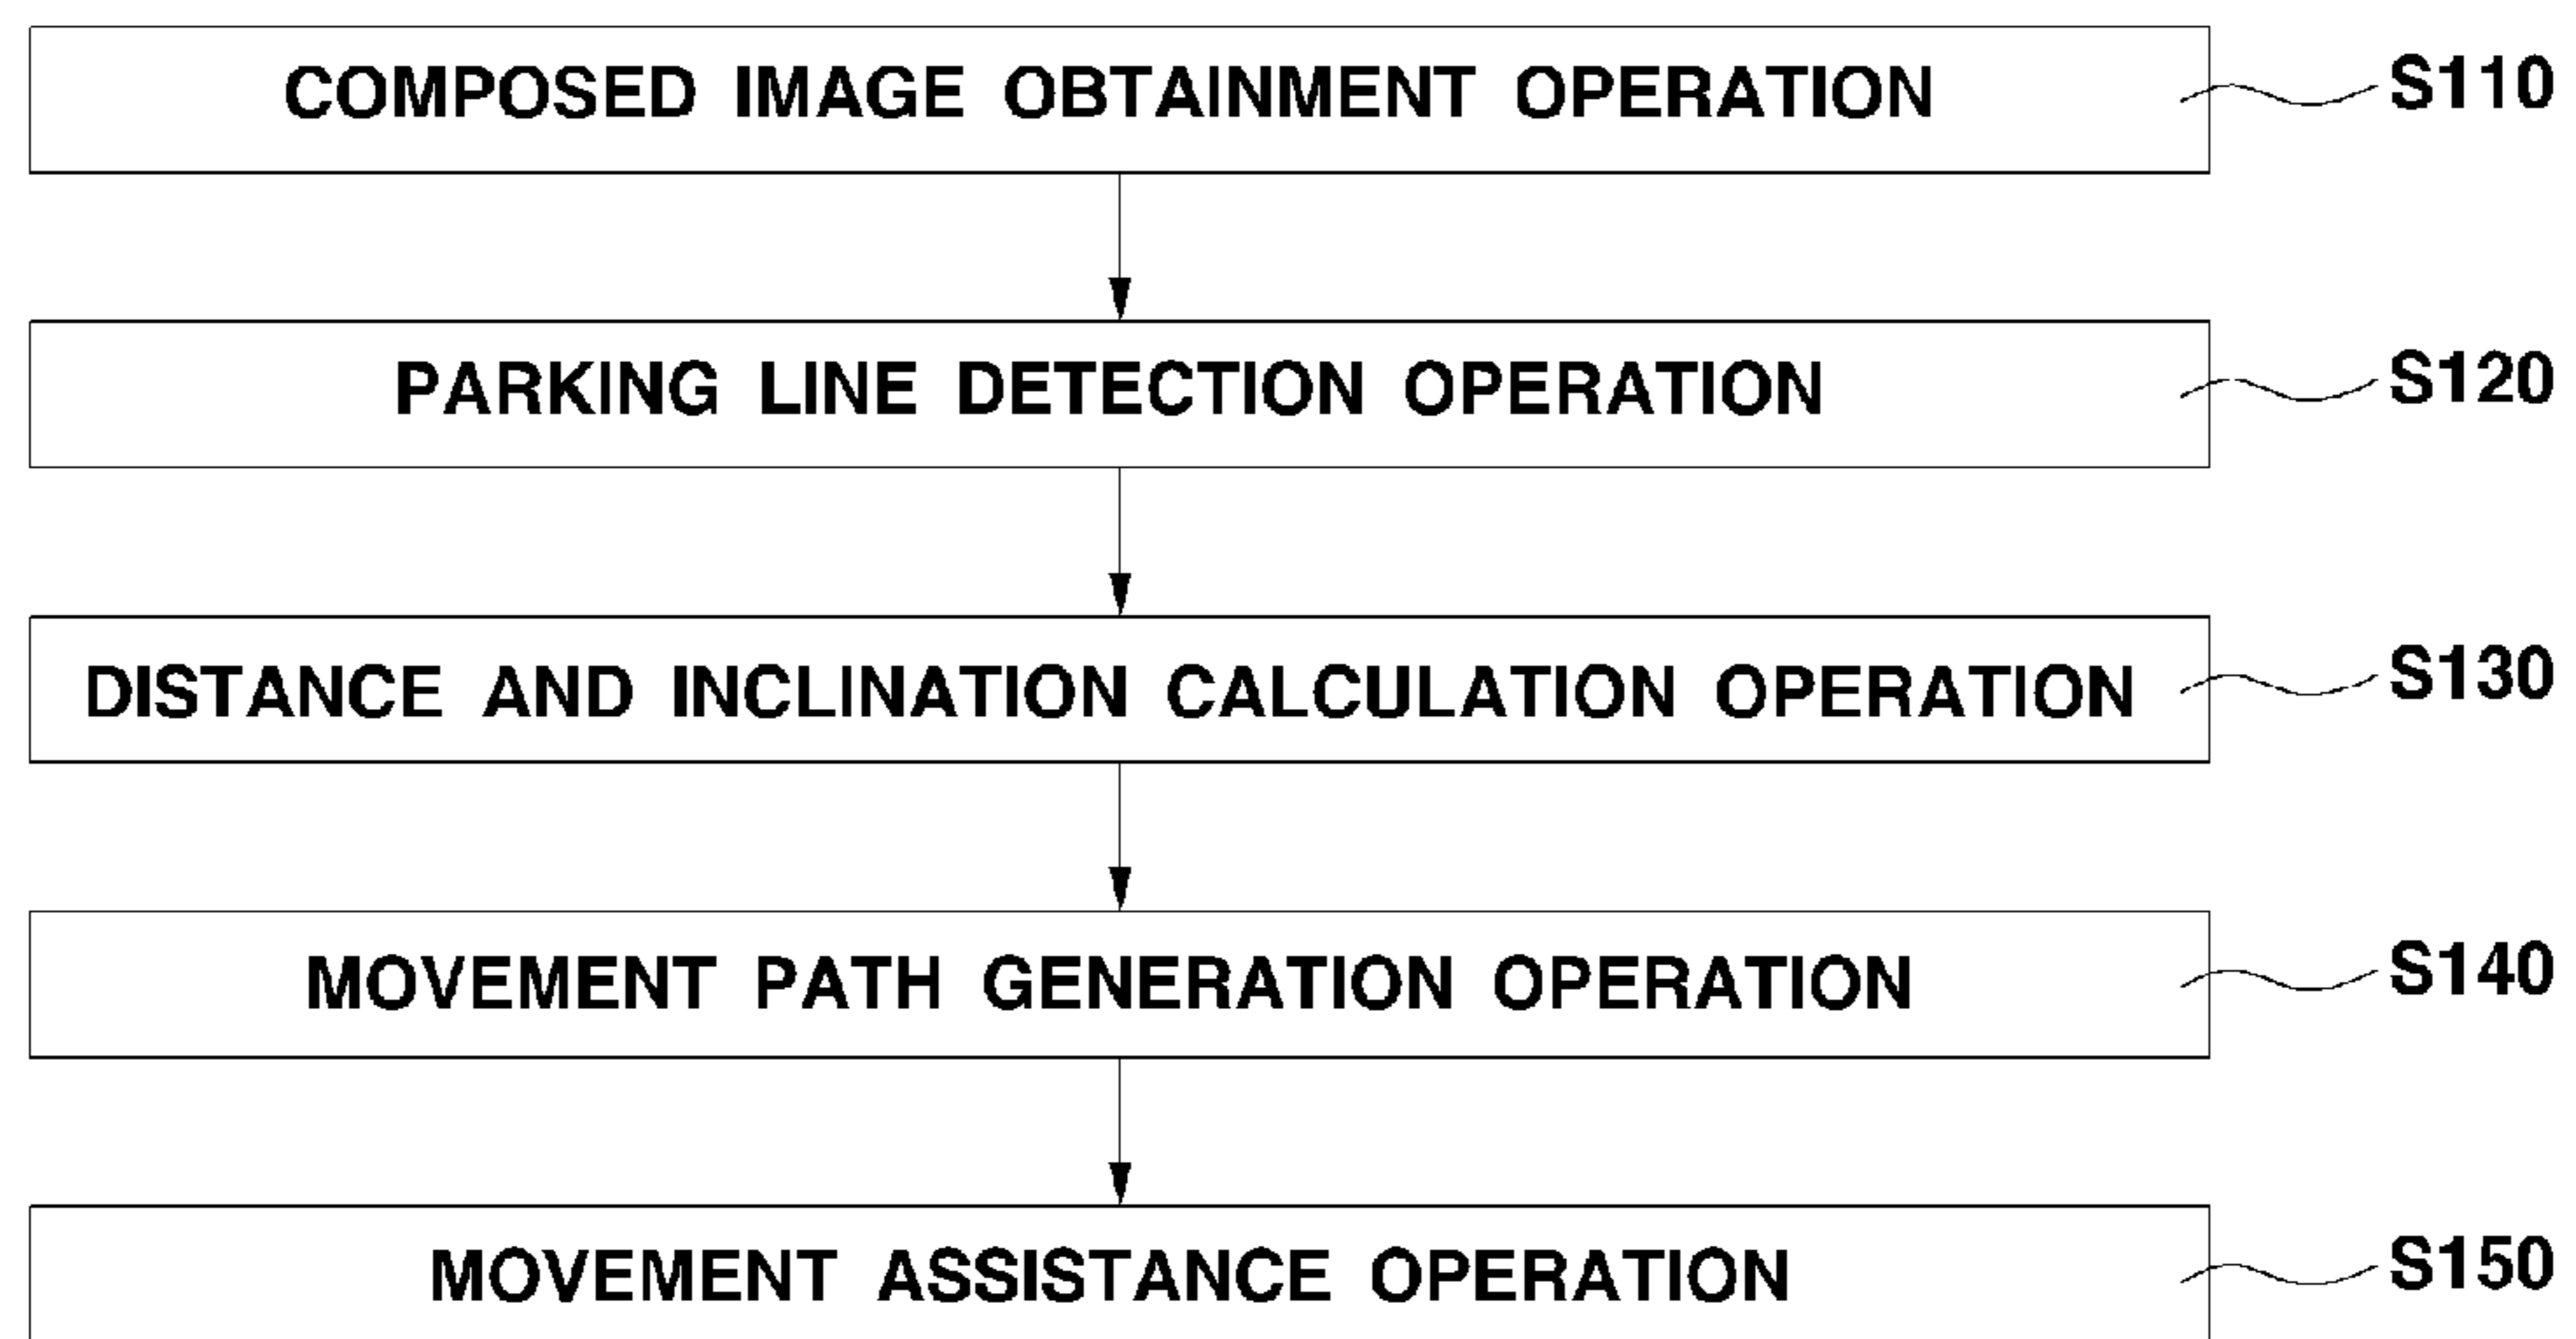 COMPOSED IMAGE OBTAINMENT OPERATION S110
PARKING LINE DETECTION OPERATION S120
DISTANCE AND INCLINATION CALCULATION OPERATION S130
MOVEMENT PATH GENERATION OPERATION S140
MOVEMENT ASSISTANCE OPERATION S150